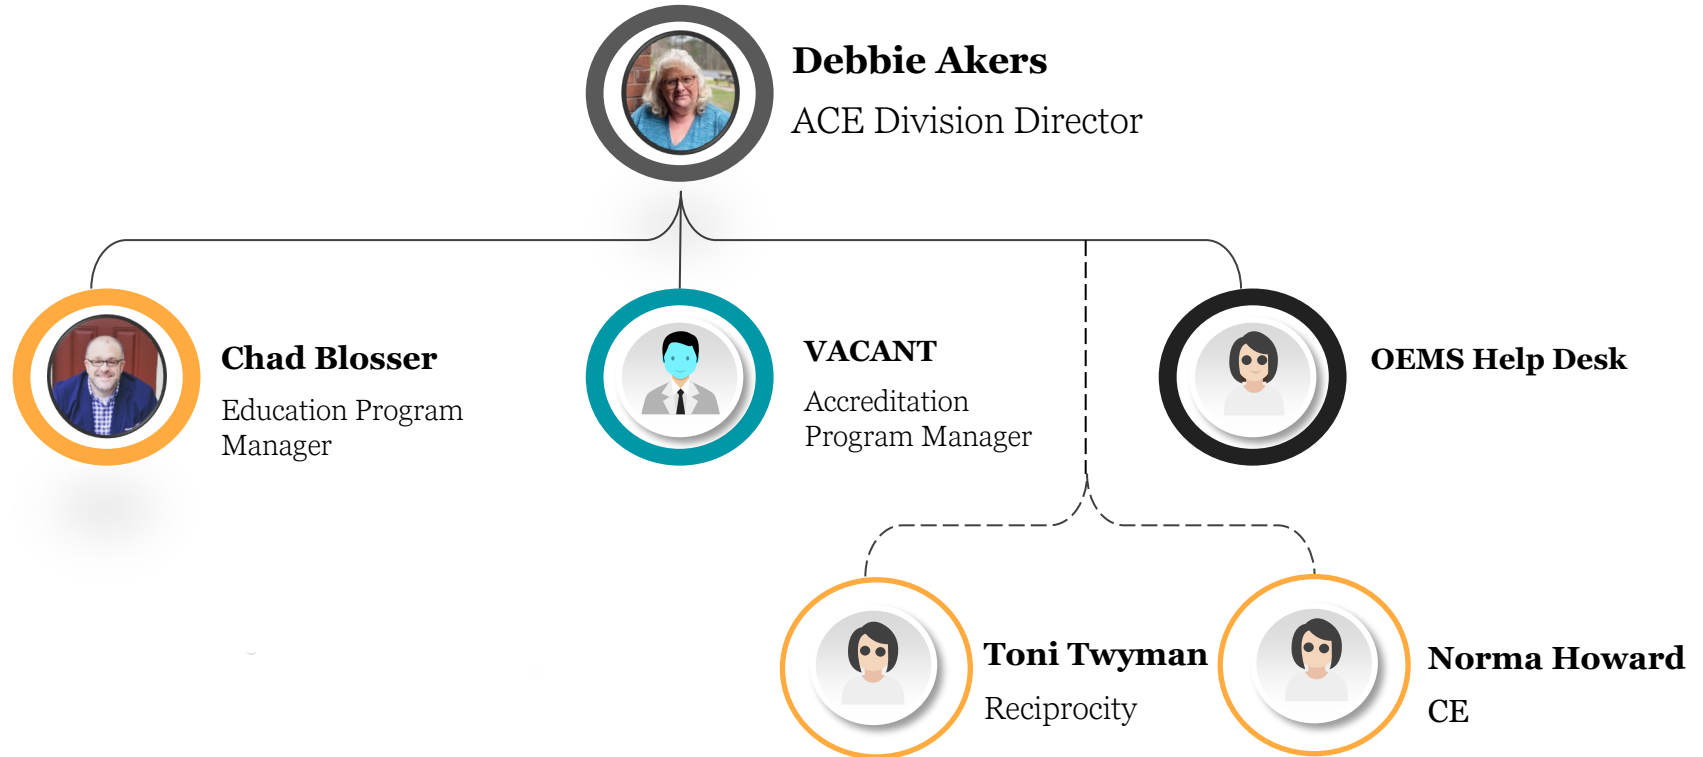 Debbie Akers
ACE Division Director
Chad Blosser
Education Program
Manager
VACANT
Accreditation
Program Manager
OEMS Help Desk
Toni Twyman
Reciprocity
Norma Howard
CE